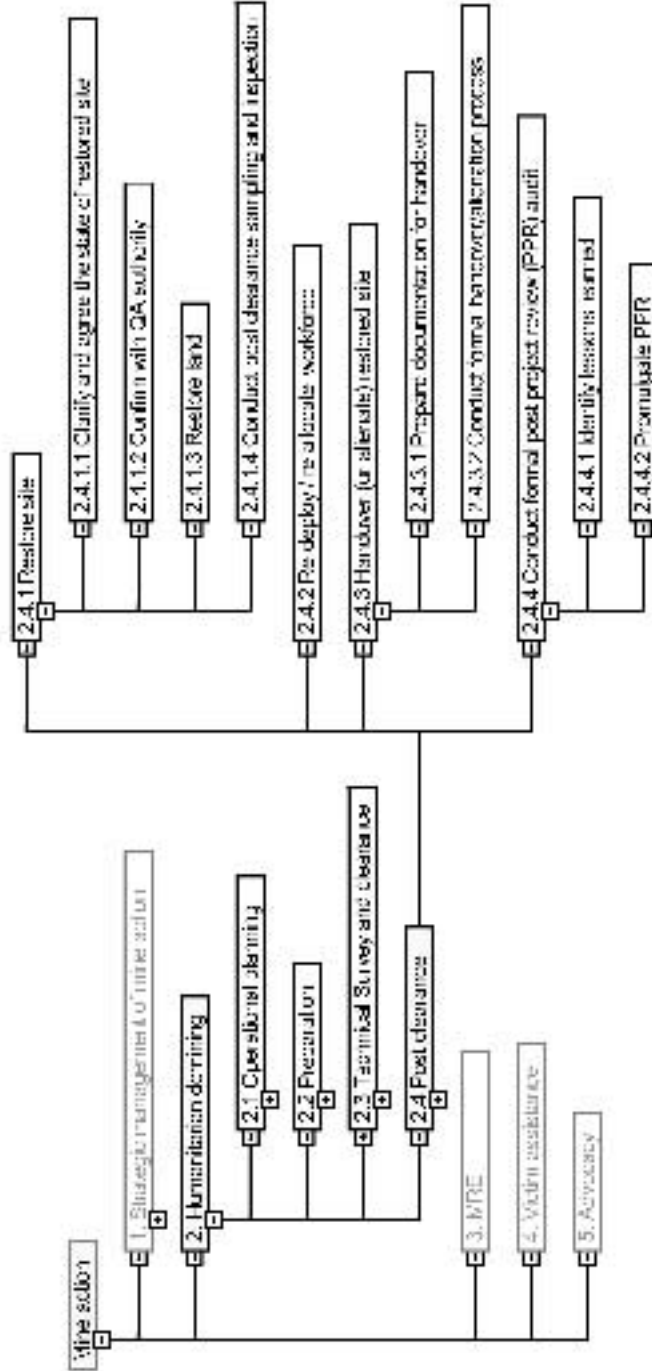 Mine action
1. Strategic management of mine action
2. Humanitarian demining
2.1 Operational planning
2.2 Preparation
2.3 Technical Survey and clearance
2.4 Post clearance
3. MRE
4. Victim assistance
5. Advocacy
2.4.1 Restore site
2.4.1.1 Clarify and agree the state of restored site
2.4.1.2 Confirm with QA authority
2.4.1.3 Restore land
2.4.1.4 Conduct post clearance sampling and inspection
2.4.2 Re-deploy / re-allocate workforce
2.4.3 Handover (or alienate) restored site
2.4.3.1 Prepare documentation for handover
2.4.3.2 Conduct formal handover/alienation process
2.4.4 Conduct formal post project review (PPR) audit
2.4.4.1 Identify lessons learned
2.4.4.2 Promulgate PPR